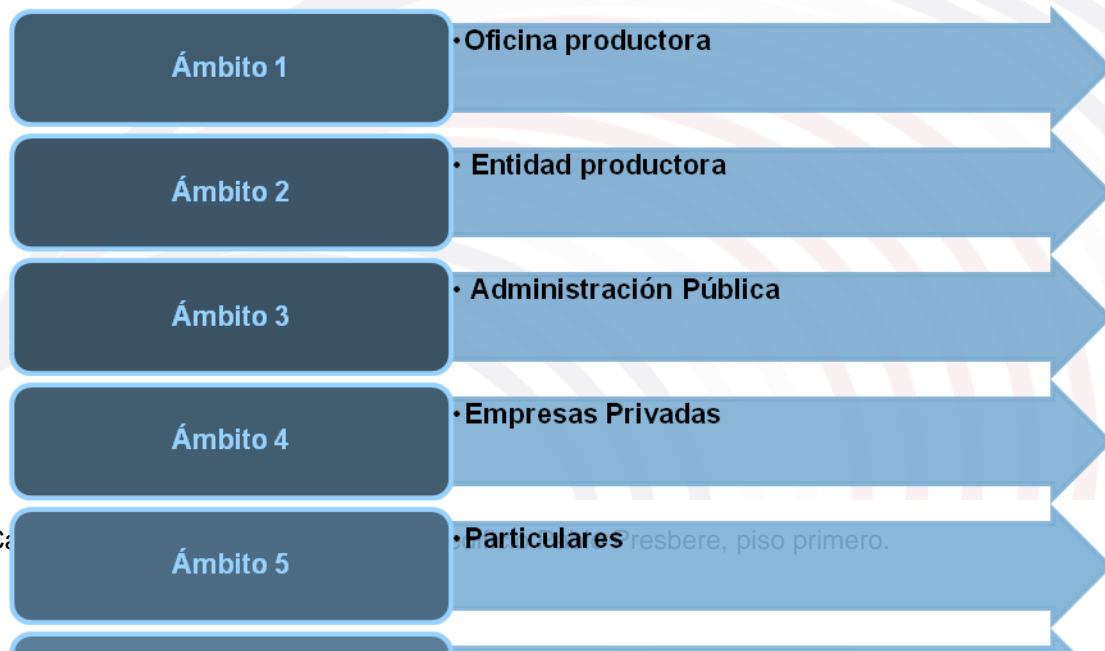 Ámbito 1
•Oficina productora
Ámbito 2
• Entidad productora
Ámbito 3
• Administración Pública
Ámbito 4
•Empresas Privadas
Ámbito 5
•Particulares
Presbere, piso primero.